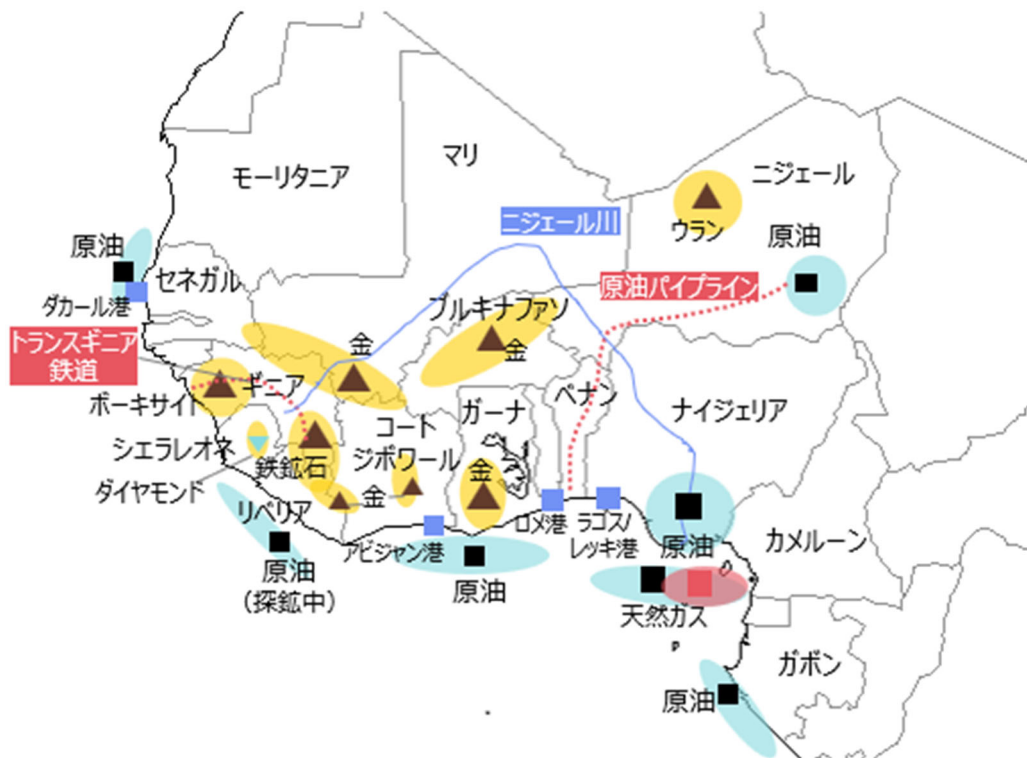 マリ
モーリタニア
ニジェール
ニジェール川
ウラン
原油
原油
セネガル
ダカール港
原油パイプライン
ブルキナファソ
金
金
トランスギニア
鉄道
ギニア
ボーキサイト
ベナン
ガーナ
ナイジェリア
コート
ジボワール
シエラレオネ
鉄鉱石
ダイヤモンド
金
金
リベリア
アビジャン港
ロメ港
ラゴス/
レッキ港
原油
カメルーン
原油
(探鉱中)
原油
天然ガス
ガボン
原油